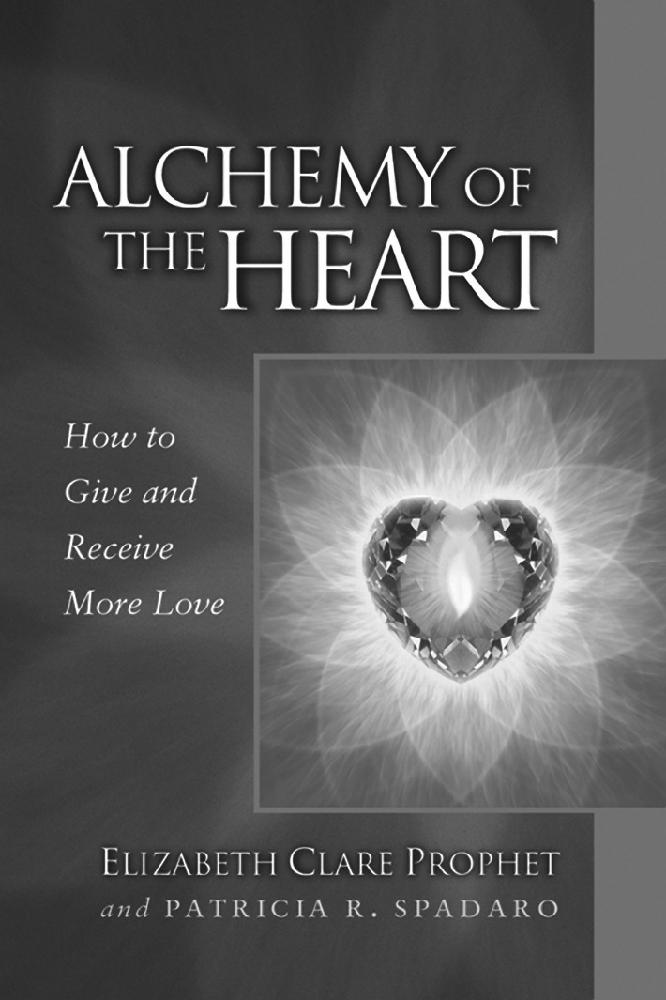 ALCHEMY OF
THE HEART
How to
Give and
Receive
More Love
ELIZABETH CLARE PROPHET
and PATRICIA R. SPADARO